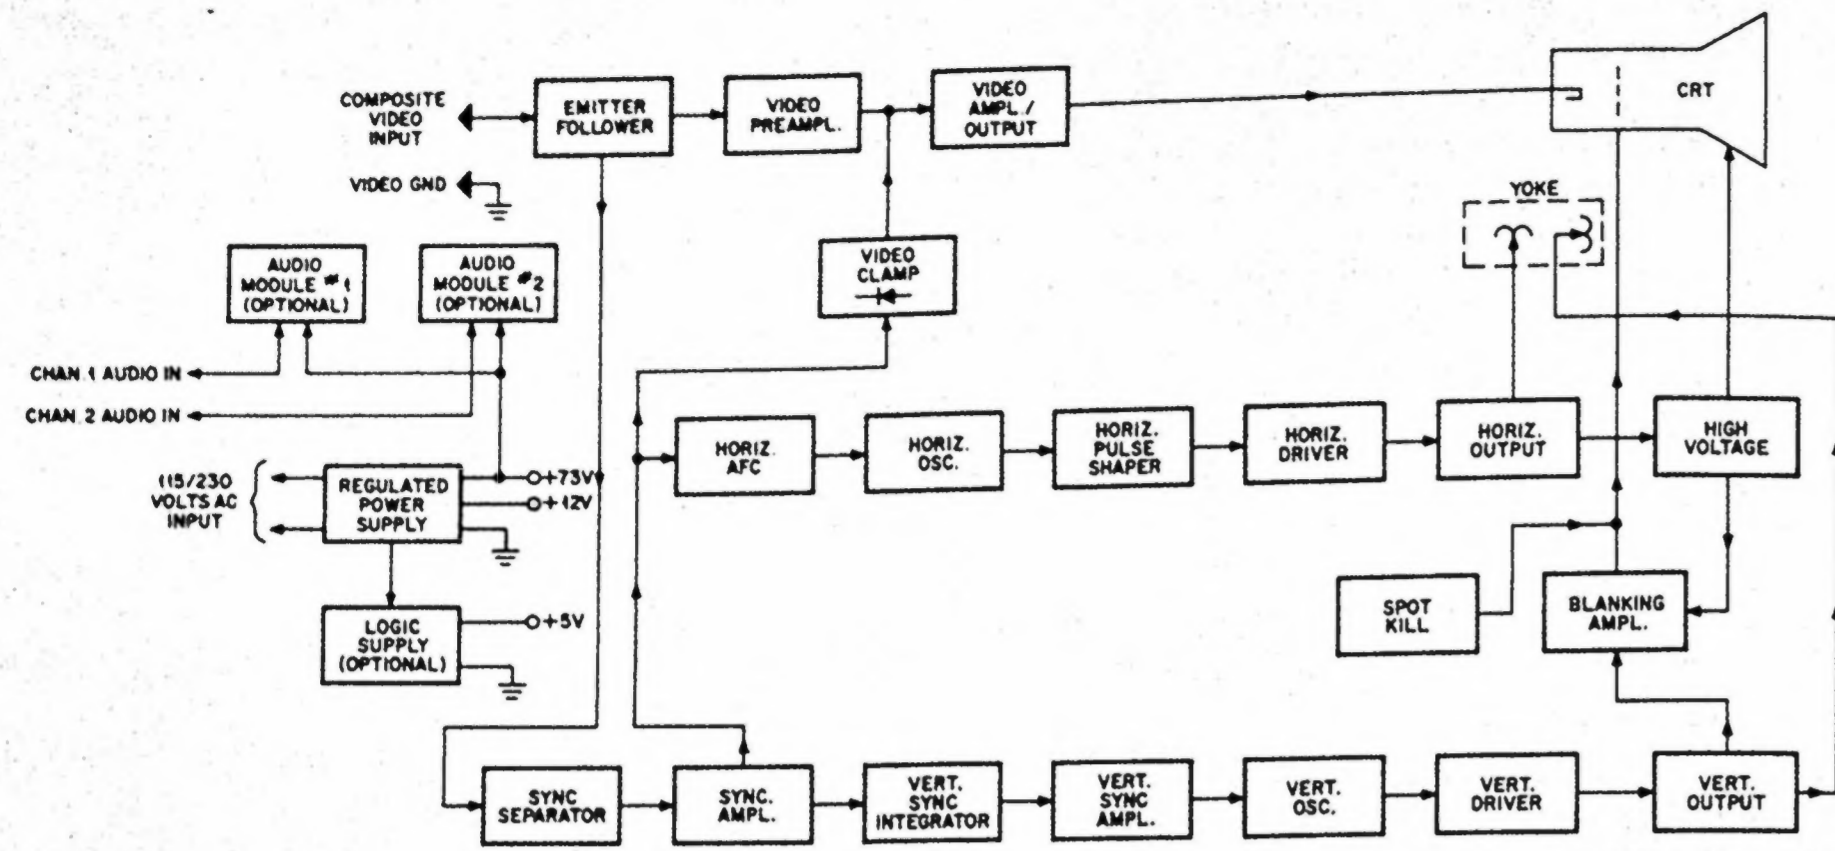 COMPOSITE
VIDEO
INPUT
EMITTER
FOLLOWER
VIDEO
PREAMPL.
VIDEO
AMPL./
OUTPUT
CRT
VIDEO GND
YOKE
AUDIO
MODULE #1
(OPTIONAL)
AUDIO
MODULE #2
(OPTIONAL)
VIDEO
CLAMP
CHAN. 1 AUDIO IN
CHAN. 2 AUDIO IN
HORIZ.
AFC
HORIZ.
OSC.
HORIZ.
PULSE
SHAPER
HORIZ.
DRIVER
HORIZ.
OUTPUT
HIGH
VOLTAGE
115/230
VOLTS AC
INPUT
REGULATED
POWER
SUPPLY
+73V
+12V
LOGIC
SUPPLY
(OPTIONAL)
+5V
SPOT
KILL
BLANKING
AMPL.
SYNC
SEPARATOR
SYNC.
AMPL.
VERT.
SYNC
INTEGRATOR
VERT.
SYNC
AMPL.
VERT.
OSC.
VERT.
DRIVER
VERT.
OUTPUT